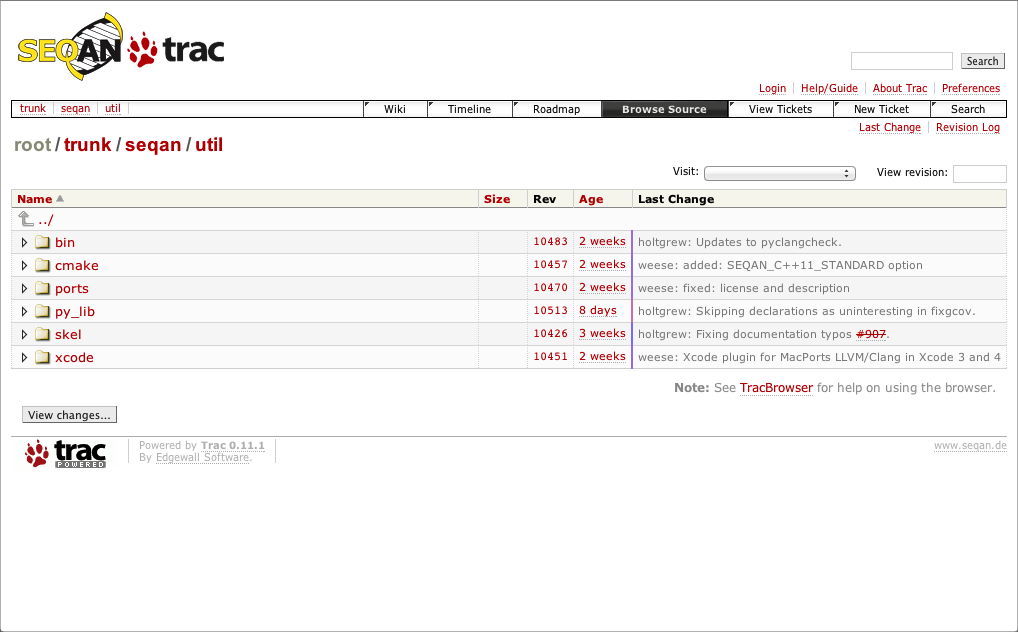 SEQAN trac
Search
Login Help/Guide About Trac Preferences
trunk seqan util Wiki Timeline Roadmap Browse Source View Tickets New Ticket Search
Last Change Revision Log
root / trunk / seqan / util
Visit: View revision:
Name Size Rev Age Last Change
../
bin 10483 2 weeks holtgrew: Updates to pyclangcheck.
cmake 10457 2 weeks weese: added: SEQAN_C++11_STANDARD option
ports 10470 2 weeks weese: fixed: license and description
py_lib 10513 8 days holtgrew: Skipping declarations as uninteresting in fixgcov.
skel 10426 3 weeks holtgrew: Fixing documentation typos #907.
xcode 10451 2 weeks weese: Xcode plugin for MacPorts LLVM/Clang in Xcode 3 and 4
Note: See TracBrowser for help on using the browser.
View changes...
trac POWERED
Powered by Trac 0.11.1
By Edgewall Software.
www.seqan.de